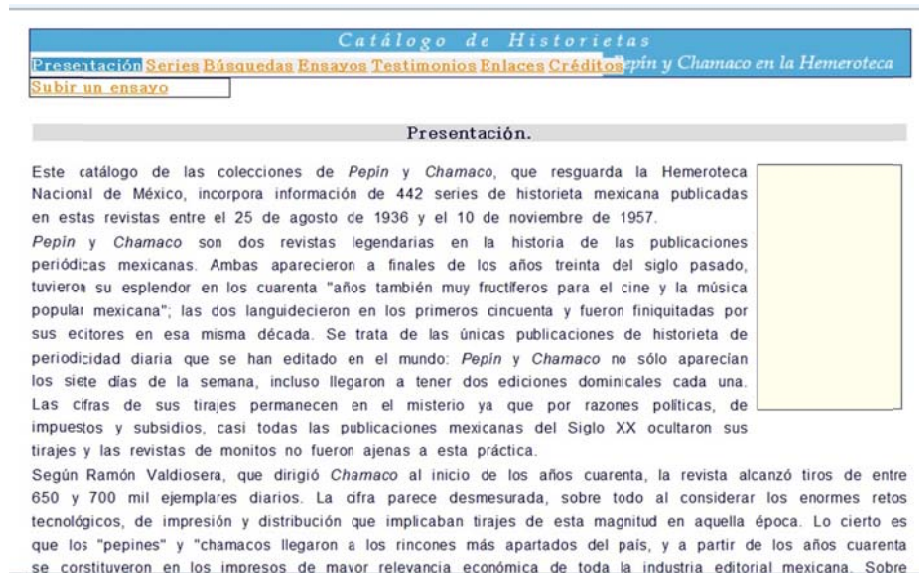 Catálogo de Historietas
Presentación Series Búsquedas Ensayos Testimonios Enlaces Créditos Pepín y Chamaco en la Hemeroteca
Subir un ensayo
Presentación.
Este catálogo de las colecciones de Pepín y Chamaco, que resguarda la Hemeroteca
Nacional de México, incorpora información de 442 series de historieta mexicana publicadas
en estas revistas entre el 25 de agosto de 1936 y el 10 de noviembre de 1957.
Pepín y Chamaco son dos revistas legendarias en la historia de las publicaciones
periódicas mexicanas. Ambas aparecieron a finales de los años treinta del siglo pasado,
tuvieron su esplendor en los cuarenta "años también muy fructíferos para el cine y la música
popular mexicana"; las dos languidecieron en los primeros cincuenta y fueron finiquitadas por
sus editores en esa misma década. Se trata de las únicas publicaciones de historieta de
periodicidad diaria que se han editado en el mundo: Pepín y Chamaco no sólo aparecían
los siete días de la semana, incluso llegaron a tener dos ediciones dominicales cada una.
Las cifras de sus tirajes permanecen en el misterio ya que por razones políticas, de
impuestos y subsidios, casi todas las publicaciones mexicanas del Siglo XX ocultaron sus
tirajes y las revistas de monitos no fueron ajenas a esta práctica.
Según Ramón Valdiosera, que dirigió Chamaco al inicio de los años cuarenta, la revista alcanzó tiros de entre
650 y 700 mil ejemplares diarios. La cifra parece desmesurada, sobre todo al considerar los enormes retos
tecnológicos, de impresión y distribución que implicaban tirajes de esta magnitud en aquella época. Lo cierto es
que los "pepines" y "chamacos llegaron a los rincones más apartados del país, y a partir de los años cuarenta
se constituyeron en los impresos de mayor relevancia económica de toda la industria editorial mexicana. Sobre